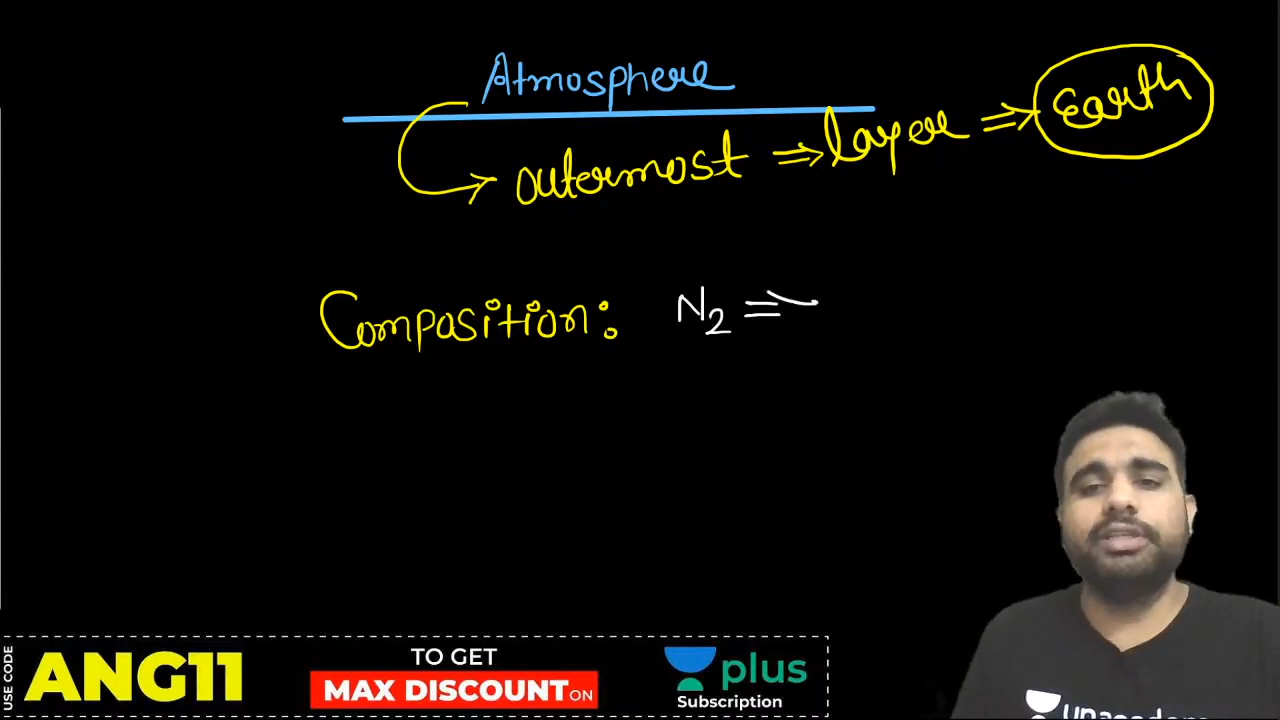 Atmosphere
outermost ⇒ layer ⇒ Earth
Composition: N2 =
USE CODE
ANG11
TO GET
MAX DISCOUNT ON
plus
Subscription